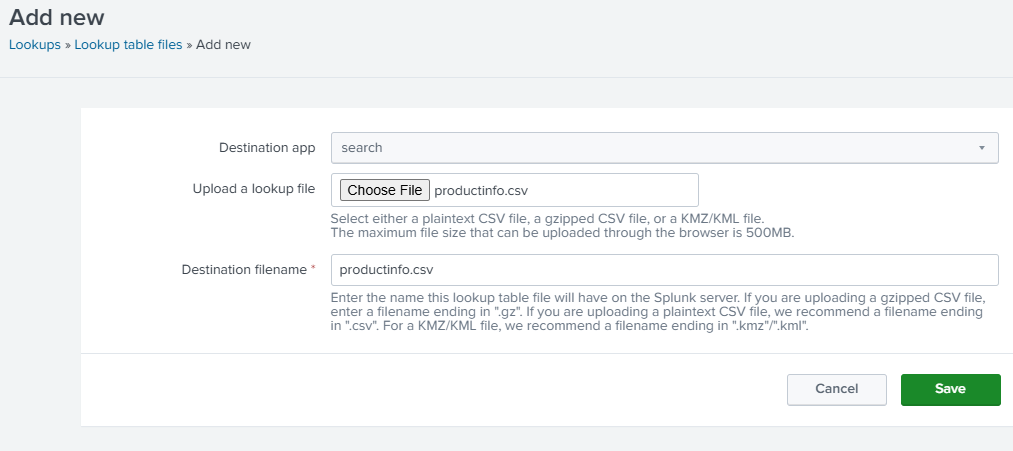 Add new
Lookups » Lookup table files » Add new
Destination app
search
Upload a lookup file
Choose File productinfo.csv
Select either a plaintext CSV file, a gzipped CSV file, or a KMZ/KML file.
The maximum file size that can be uploaded through the browser is 500MB.
Destination filename *
productinfo.csv
Enter the name this lookup table file will have on the Splunk server. If you are uploading a gzipped CSV file,
enter a filename ending in ".gz". If you are uploading a plaintext CSV file, we recommend a filename ending
in ".csv". For a KMZ/KML file, we recommend a filename ending in ".kmz"/".kml".
Cancel
Save